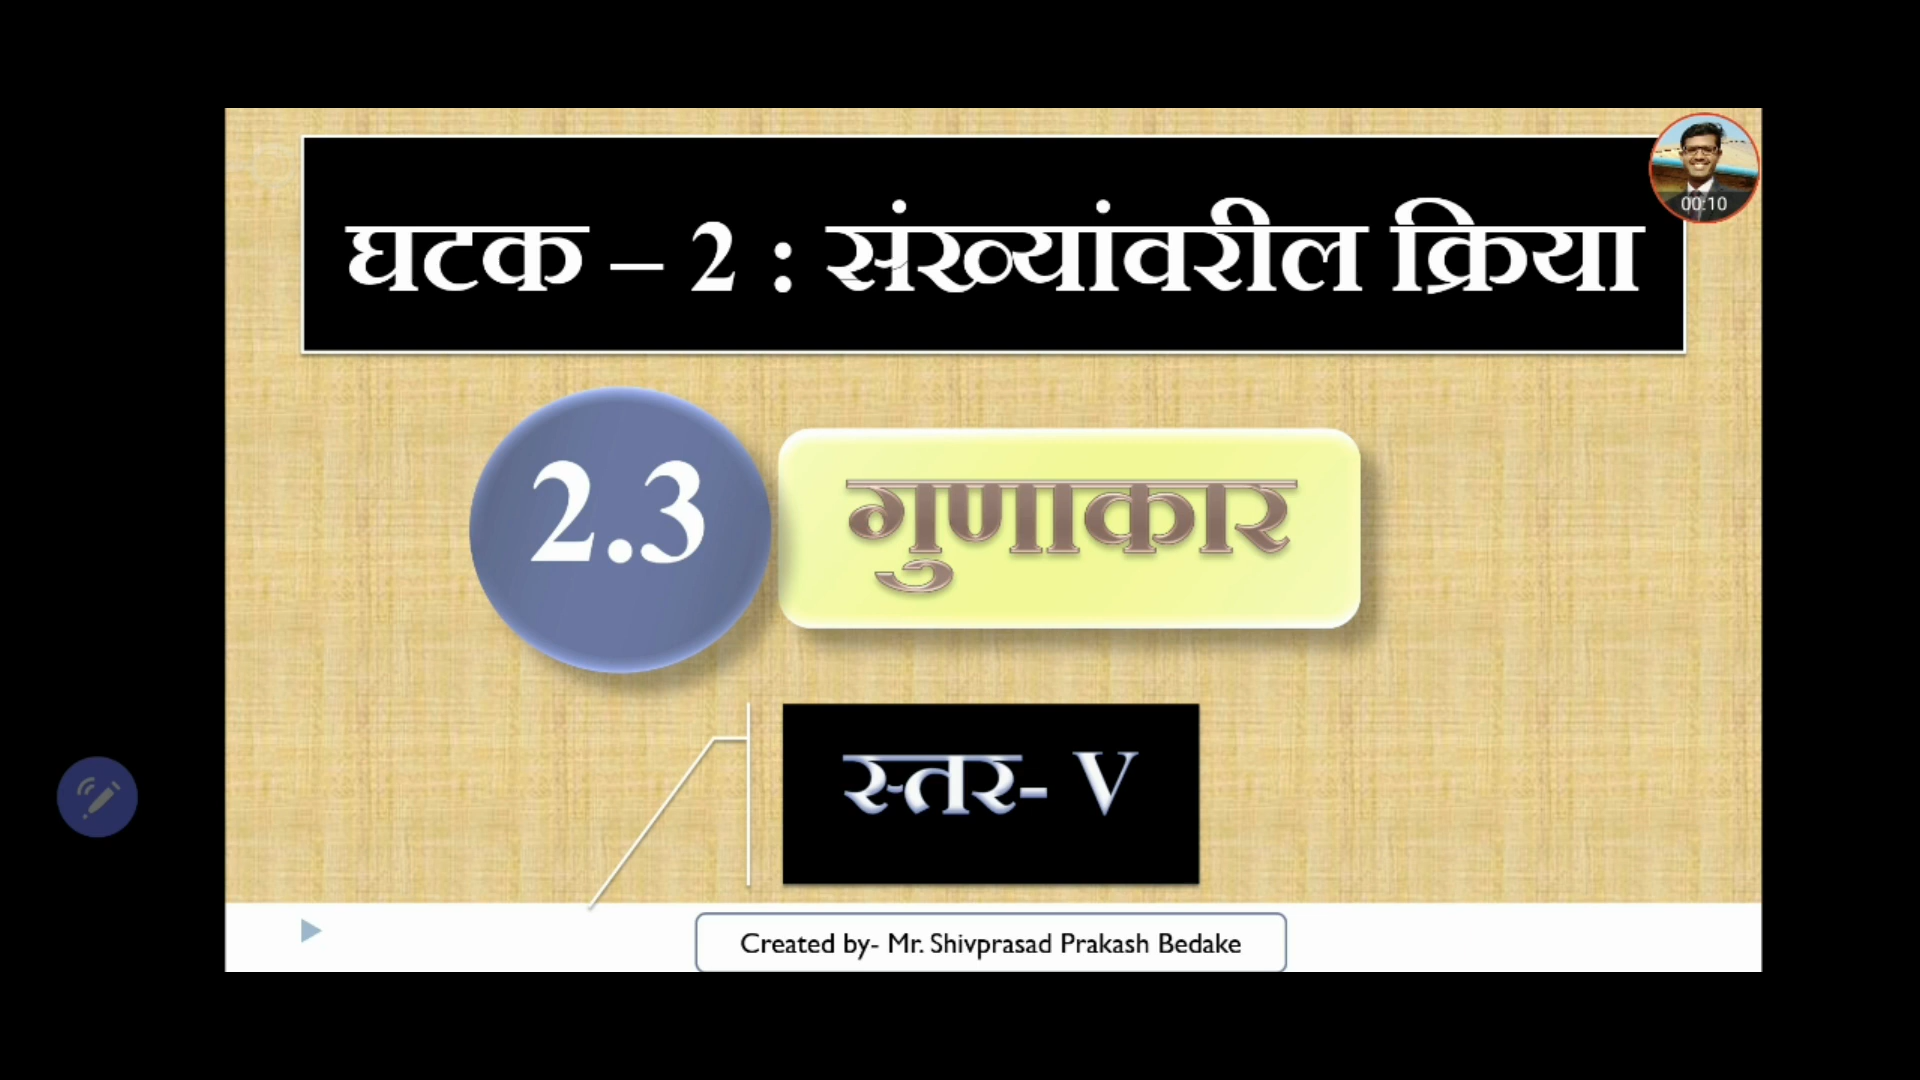 घटक – 2 : संख्यांवरील क्रिया
00:10
2.3
गुणाकार
स्तर- V
Created by- Mr. Shivprasad Prakash Bedake